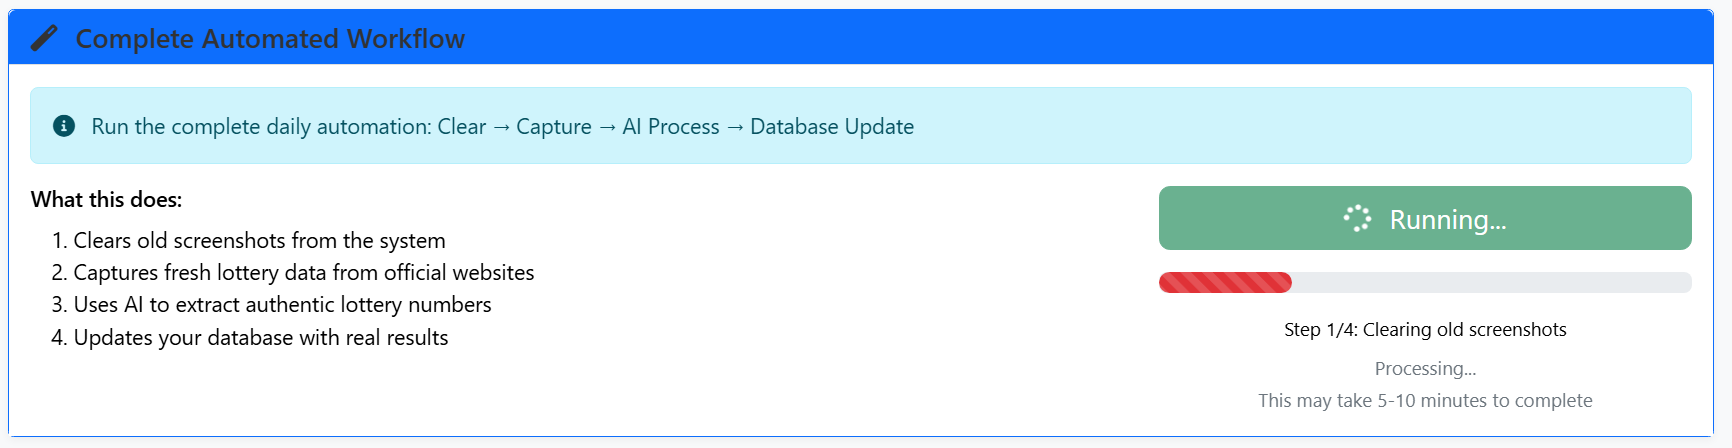 Complete Automated Workflow
Run the complete daily automation: Clear → Capture → AI Process → Database Update
What this does:
1. Clears old screenshots from the system
2. Captures fresh lottery data from official websites
3. Uses AI to extract authentic lottery numbers
4. Updates your database with real results
Running...
Step 1/4: Clearing old screenshots
Processing...
This may take 5-10 minutes to complete